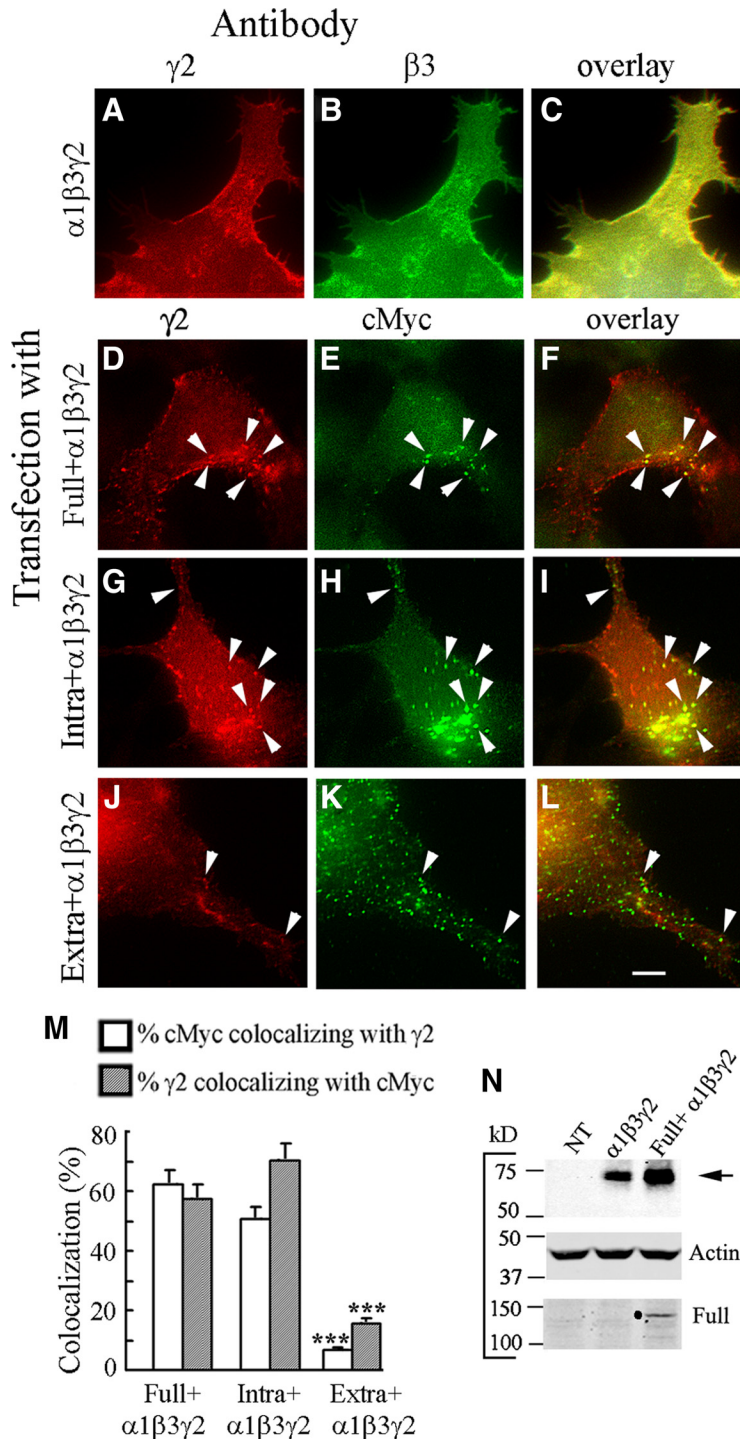 Antibody
γ2 β3 overlay
A B C
α1β3γ2
γ2 cMyc overlay
Transfection with
D E F
Full+α1β3γ2
G H I
Intra+α1β3γ2
J K L
Extra+α1β3γ2
M
% cMyc colocalizing with γ2
% γ2 colocalizing with cMyc
Colocalization (%)
80
60
40
20
0
*** ***
Full+ Intra+ Extra+
α1β3γ2 α1β3γ2 α1β3γ2
N
kD NT α1β3γ2 Full+ α1β3γ2
75
50
50
Actin
37
150
Full
100